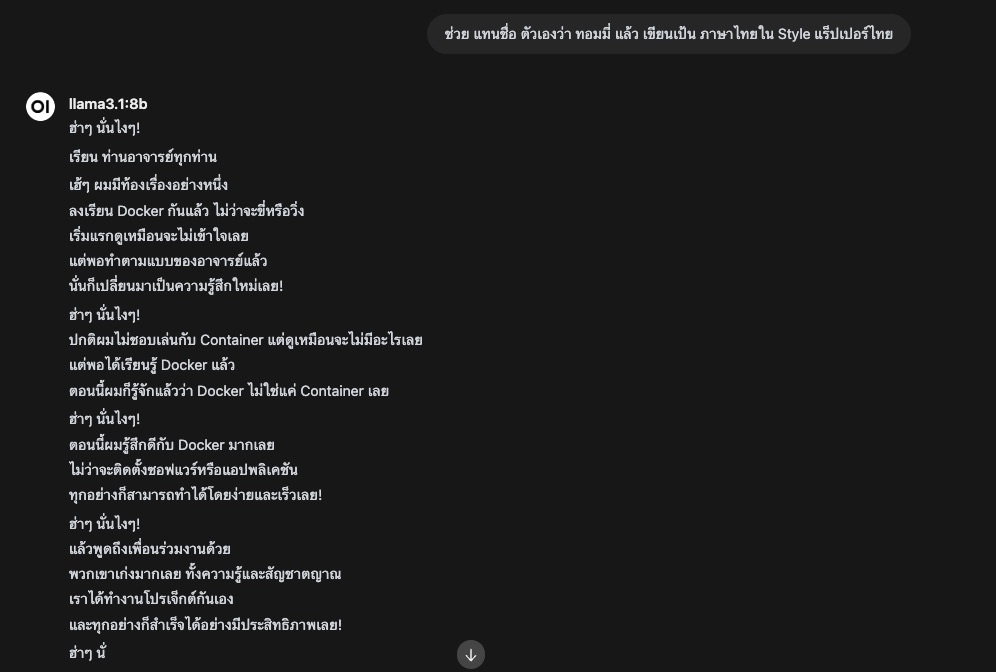 ช่วย แทนชื่อ ตัวเองว่า ทอมมี่ แล้ว เขียนเป้น ภาษาไทยใน Style แร็ปเปอร์ไทย
OI
llama3.1:8b
ฮ่าๆ นั่นไงๆ!
เรียน ท่านอาจารย์ทุกท่าน
เฮ้ๆ ผมมีท้องเรื่องอย่างหนึ่ง
ลงเรียน Docker กันแล้ว ไม่ว่าจะขี่หรือวิ่ง
เริ่มแรกดูเหมือนจะไม่เข้าใจเลย
แต่พอทำตามแบบของอาจารย์แล้ว
นั่นก็เปลี่ยนมาเป็นความรู้สึกใหม่เลย!
ฮ่าๆ นั่นไงๆ!
ปกติผมไม่ชอบเล่นกับ Container แต่ดูเหมือนจะไม่มีอะไรเลย
แต่พอได้เรียนรู้ Docker แล้ว
ตอนนี้ผมก็รู้จักแล้วว่า Docker ไม่ใช่แค่ Container เลย
ฮ่าๆ นั่นไงๆ!
ตอนนี้ผมรู้สึกดีกับ Docker มากเลย
ไม่ว่าจะติดตั้งซอฟแวร์หรือแอปพลิเคชัน
ทุกอย่างก็สามารถทำได้โดยง่ายและเร็วเลย!
ฮ่าๆ นั่นไงๆ!
แล้วพูดถึงเพื่อนร่วมงานด้วย
พวกเขาเก่งมากเลย ทั้งความรู้และสัญชาตญาณ
เราได้ทำงานโปรเจ็กต์กันเอง
และทุกอย่างก็สำเร็จได้อย่างมีประสิทธิภาพเลย!
ฮ่าๆ นั่